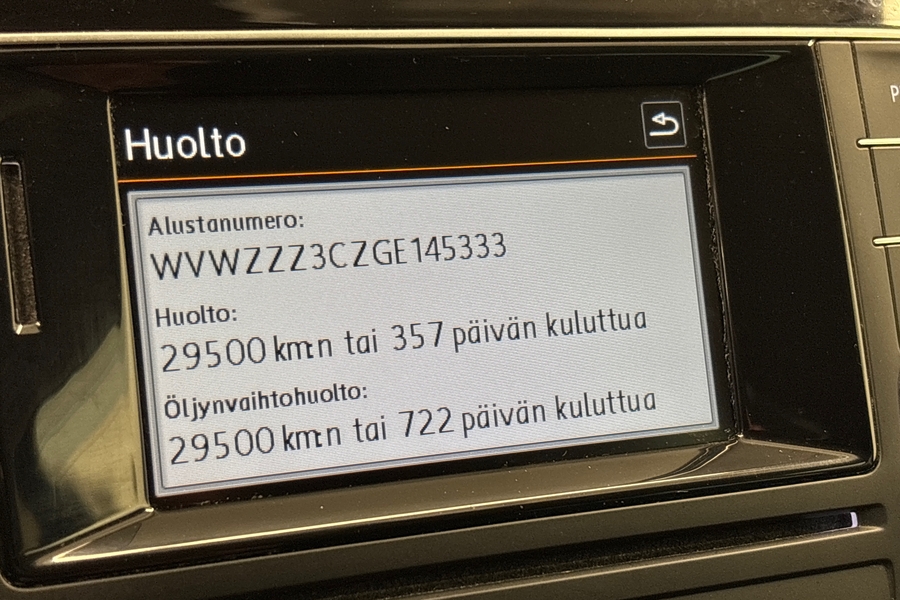 Huolto
Alustanumero:
WVWZZZ3CZGE145333
Huolto:
29500 km:n tai 357 päivän kuluttua
Öljynvaihtohuolto:
29500 km:n tai 722 päivän kuluttua
P